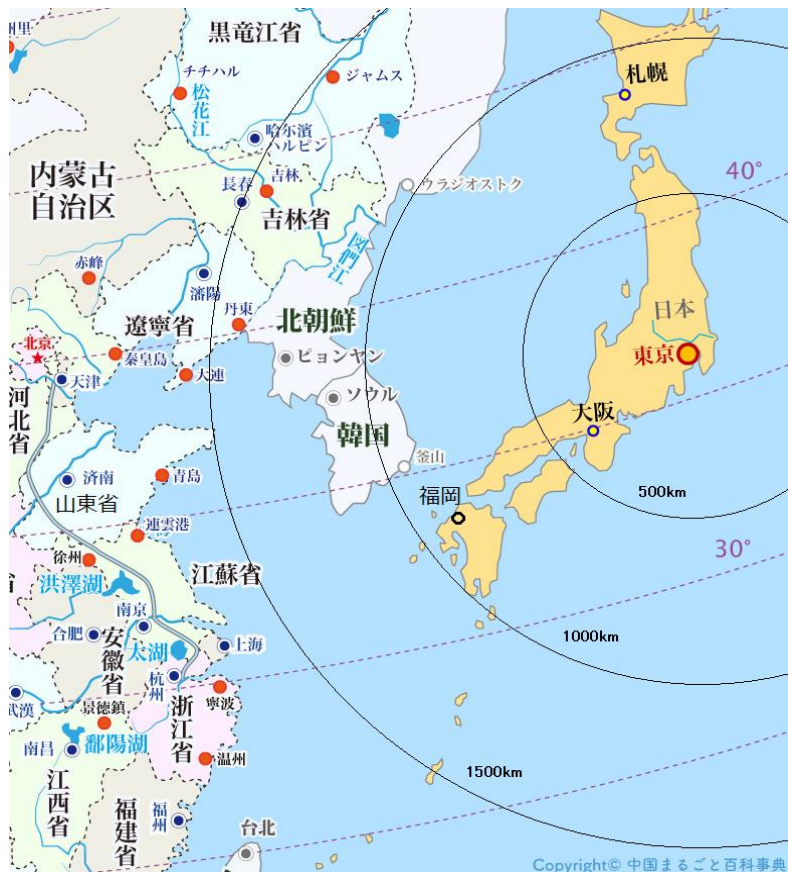 黒竜江省
札幌
チチハル
ジャムス
松花江
哈尔濱
ハルピン
40°
内蒙古
自治区
長春
吉林
ウラジオストク
吉林省
図們江
赤峰
瀋陽
日本
丹東
北朝鮮
遼寧省
北京
秦皇島
ピョンヤン
東京
天津
大連
河北省
ソウル
大阪
韓国
釜山
済南
青島
福岡
500km
山東省
連雲港
30°
徐州
江蘇省
洪澤湖
南京
合肥
安徽省
太湖
上海
1000km
杭州
武漢
景徳鎮
寧波
浙江省
南昌
鄱陽湖
温州
1500km
江西省
福建省
福州
台北
Copyright© 中国まるごと百科事典